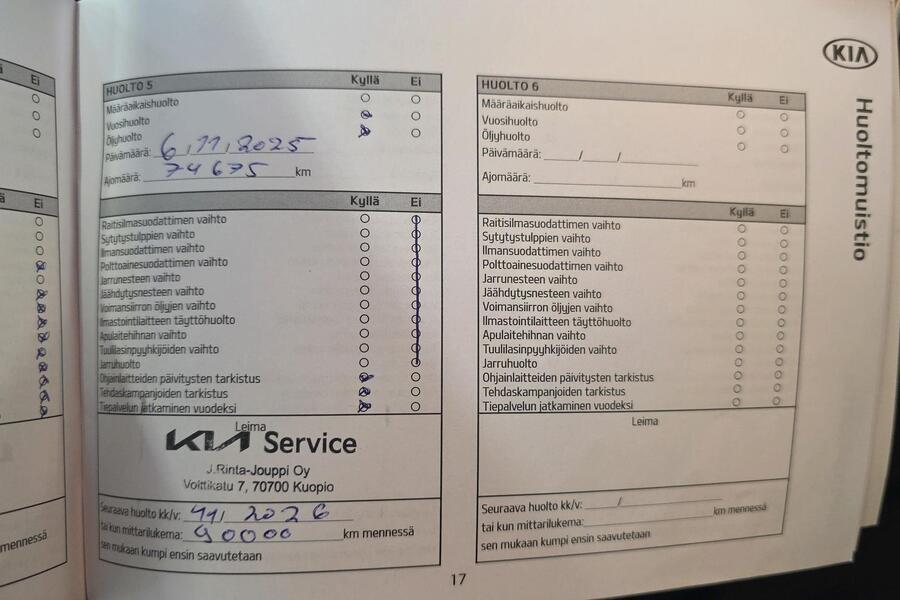 Ei
KIA
Huoltomuistio
HUOLTO 5 Kyllä Ei
Määräaikaishuolto
Vuosihuolto
Öljyhuolto
Päivämäärä: 6, 11, 2025
Ajomäärä: 74675 km
Kyllä Ei
Raitisilmasuodattimen vaihto
Sytytystulppien vaihto
Ilmansuodattimen vaihto
Polttoainesuodattimen vaihto
Jarrunesteen vaihto
Jäähdytysnesteen vaihto
Voimansiirron öljyjen vaihto
Ilmastointilaitteen täyttöhuolto
Apulaitehihnan vaihto
Tuulilasinpyyhkijöiden vaihto
Jarruhuolto
Ohjainlaitteiden päivitysten tarkistus
Tehdaskampanjoiden tarkistus
Tiepalvelun jatkaminen vuodeksi
Leima
KIA Service
J.Rinta-Jouppi Oy
Volttikatu 7, 70700 Kuopio
Seuraava huolto kk/v: 11, 2026
tai kun mittarilukema: 90000 km mennessä
sen mukaan kumpi ensin saavutetaan
HUOLTO 6 Kyllä Ei
Määräaikaishuolto
Vuosihuolto
Öljyhuolto
Päivämäärä: / /
Ajomäärä: km
Kyllä Ei
Raitisilmasuodattimen vaihto
Sytytystulppien vaihto
Ilmansuodattimen vaihto
Polttoainesuodattimen vaihto
Jarrunesteen vaihto
Jäähdytysnesteen vaihto
Voimansiirron öljyjen vaihto
Ilmastointilaitteen täyttöhuolto
Apulaitehihnan vaihto
Tuulilasinpyyhkijöiden vaihto
Jarruhuolto
Ohjainlaitteiden päivitysten tarkistus
Tehdaskampanjoiden tarkistus
Tiepalvelun jatkaminen vuodeksi
Leima
Seuraava huolto kk/v: /
tai kun mittarilukema: km mennessä
sen mukaan kumpi ensin saavutetaan
Ei
mennessä
17